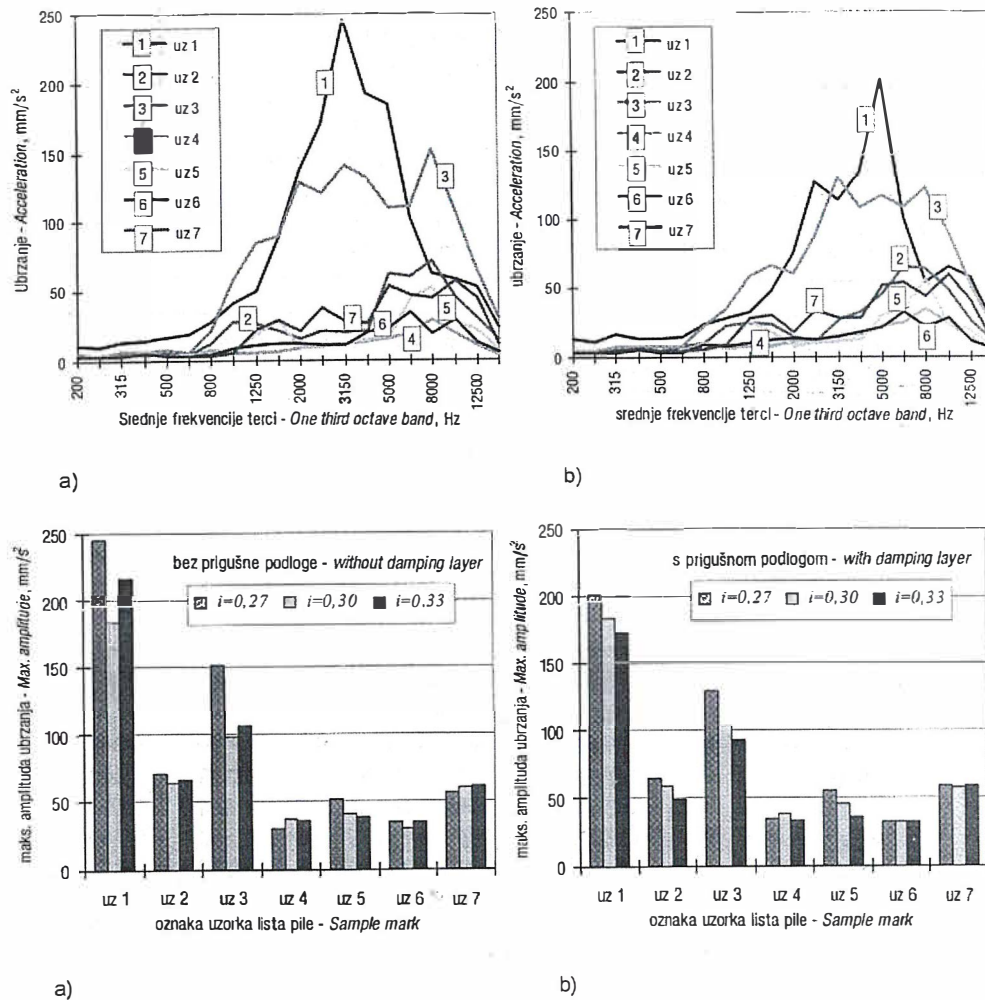 250
200
150
100
50
0
Ubrzanje - Acceleration, mm/s²
1 uz 1
2 uz 2
3 uz 3
uz 4
5 uz 5
6 uz 6
7 uz 7
1
3
2
7
6
5
4
200 315 500 800 1250 2000 3150 5000 8000 12500
Srednje frekvencije terci - One third octave band, Hz
a)
250
200
150
100
50
0
ubrzanje - Acceleration, mm/s²
1 uz 1
2 uz 2
3 uz 3
4 uz 4
5 uz 5
6 uz 6
7 uz 7
1
3
2
7
5
4
6
200 315 500 800 1250 2000 3150 5000 8000 12500
srednje frekvencije terci - One third octave band, Hz
b)
250
200
150
100
50
0
maks. amplituda ubrzanja - Max. amplitude, mm/s²
bez prigušne podloge - without damping layer
i=0,27 i=0,30 i=0.33
uz 1 uz 2 uz 3 uz 4 uz 5 uz 6 uz 7
oznaka uzorka lista pile - Sample mark
a)
250
200
150
100
50
0
maks. amplituda ubrzanja - Max. amplitude, mm/s²
s prigušnom podlogom - with damping layer
i=0,27 i=0,30 i=0,33
uz 1 uz 2 uz 3 uz 4 uz 5 uz 6 uz 7
oznaka uzorka lista pile - Sample mark
b)